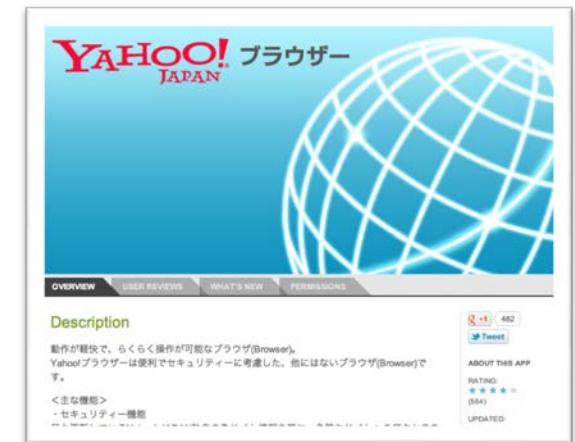 YAHOO! ブラウザー
JAPAN
OVERVIEW USER REVIEWS WHAT'S NEW PERMISSIONS
Description
動作が軽快で、らくらく操作が可能なブラウザ(Browser)。
Yahoo!ブラウザーは便利でセキュリティーに考慮した、他にはないブラウザ(Browser)で
す。
<主な機能>
・セキュリティー機能
+1 482
Tweet
ABOUT THIS APP
RATING:
(554)
UPDATED: